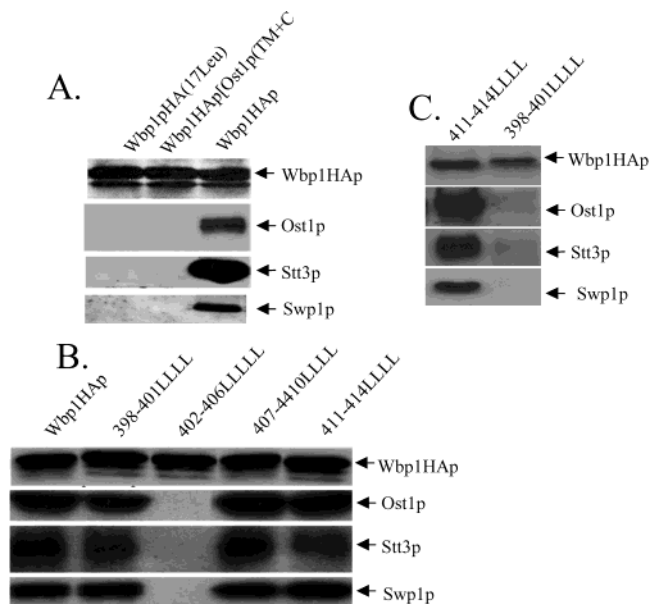 A.
Wbp1pHA(17Leu)
Wbp1HAp[Ost1p(TM+C
Wbp1HAp
Wbp1HAp
Ost1p
Stt3p
Swp1p
C.
411-414LLLL
398-401LLLL
Wbp1HAp
Ost1p
Stt3p
Swp1p
B.
Wbp1HAp
398-401LLLL
402-406LLLLL
407-4410LLLL
411-414LLLL
Wbp1HAp
Ost1p
Stt3p
Swp1p